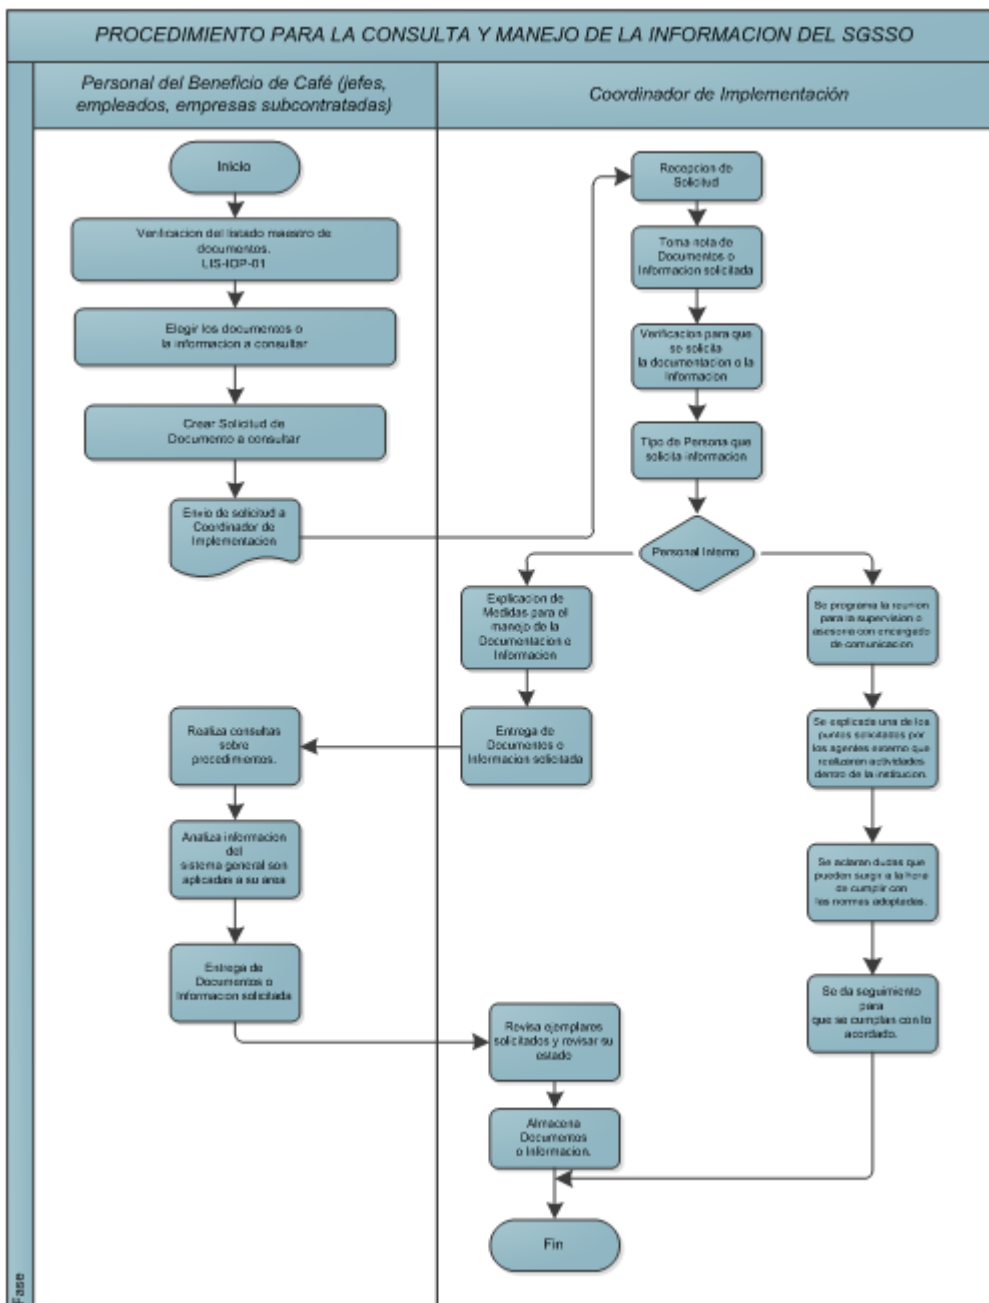 PROCEDIMIENTO PARA LA CONSULTA Y MANEJO DE LA INFORMACION DEL SGSSO
Personal del Beneficio de Café (jefes,
empleados, empresas subcontratadas)
Coordinador de Implementación
Inicio
Verificacion del listado maestro de
documentos.
LIS-IOP-01
Elegir los documentos o
la informacion a consultar
Crear Solicitud de
Documento a consultar
Envio de solicitud a
Coordinador de
Implementacion
Recepcion de
Solicitud
Toma nota de
Documentos o
Informacion solicitada
Verificacion para que
se solicita
la documentacion o la
Informacion
Tipo de Persona que
solicita informacion
Personal Interno
Explicacion de
Medidas para el
manejo de la
Documentacion e
Informacion
Entrega de
Documentos o
Informacion solicitada
Se programa la reunion
para la supervision o
asesoria con encargado
de comunicacion
Se explicada una de los
puntos solicitados por
los agentes externo que
realizaran actividades
dentro de la institucion.
Se aclaran dudas que
pueden surgir a la hora
de cumplir con
las normas adoptadas.
Se da seguimiento
para
que se cumplan con lo
acordado.
Realiza consultas
sobre
procedimientos.
Analiza informacion
del
sistema general son
aplicadas a su area
Entrega de
Documentos o
Informacion solicitada
Revisa ejemplares
solicitados y revisar su
estado
Almacena
Documentos
o Informacion.
Fin
Fase